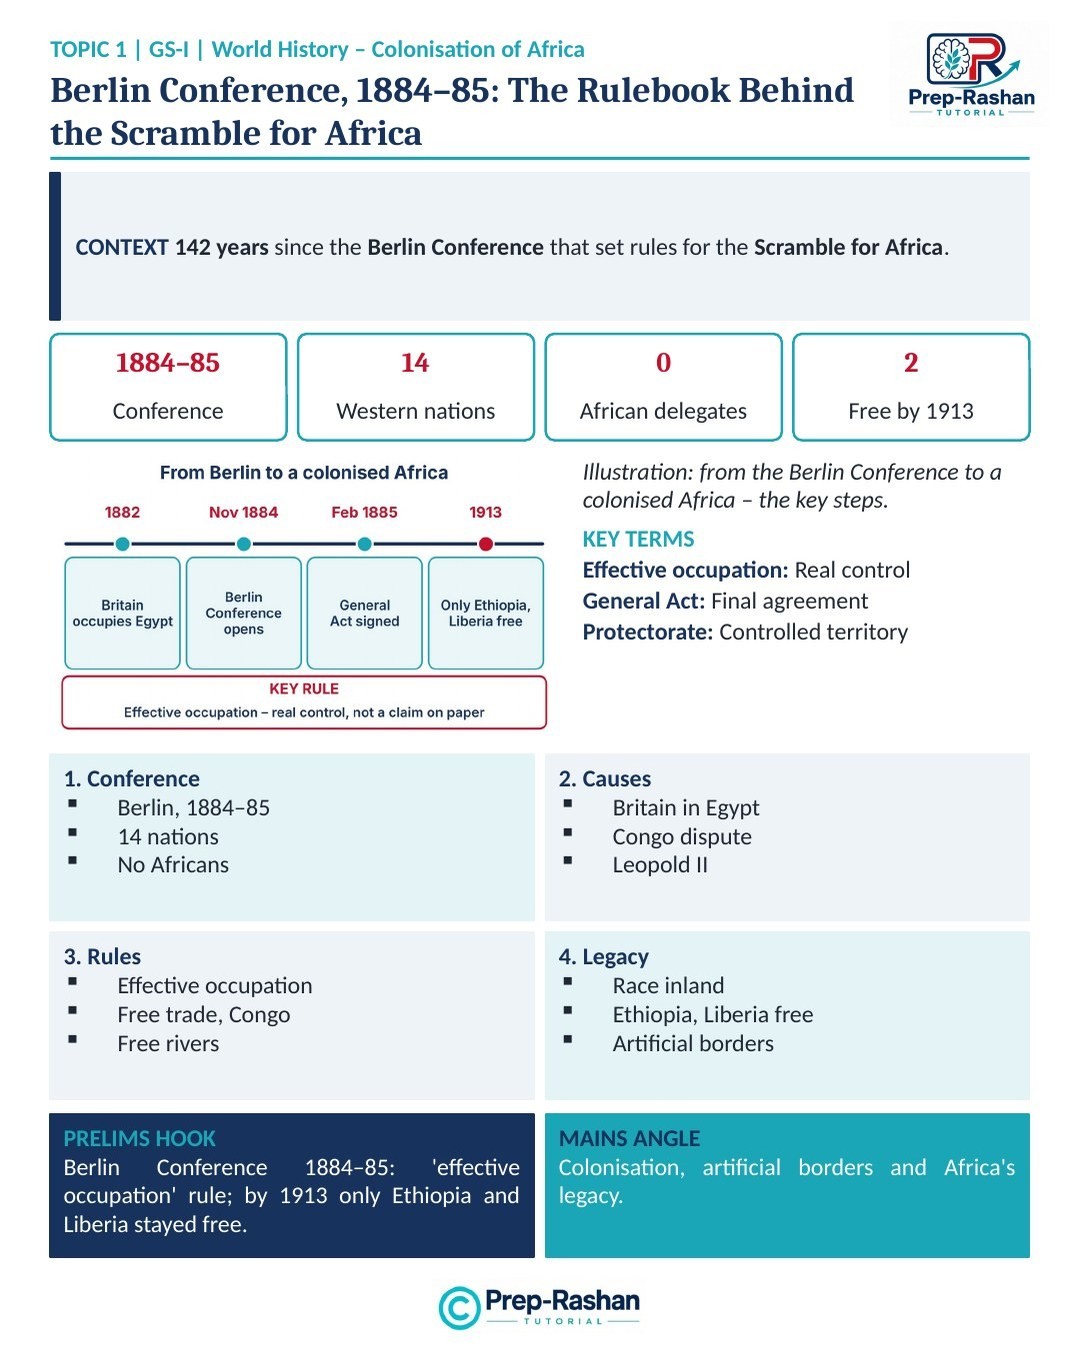 TOPIC 1 | GS-I | World History – Colonisation of Africa
Berlin Conference, 1884–85: The Rulebook Behind
the Scramble for Africa
R
Prep-Rashan
TUTORIAL
CONTEXT 142 years since the Berlin Conference that set rules for the Scramble for Africa.
1884–85
Conference
14
Western nations
0
African delegates
2
Free by 1913
From Berlin to a colonised Africa
1882
Nov 1884
Feb 1885
1913
Britain
occupies Egypt
Berlin
Conference
opens
General
Act signed
Only Ethiopia,
Liberia free
KEY RULE
Effective occupation – real control, not a claim on paper
Illustration: from the Berlin Conference to a
colonised Africa – the key steps.
KEY TERMS
Effective occupation: Real control
General Act: Final agreement
Protectorate: Controlled territory
1. Conference
▪ Berlin, 1884–85
▪ 14 nations
▪ No Africans
2. Causes
▪ Britain in Egypt
▪ Congo dispute
▪ Leopold II
3. Rules
▪ Effective occupation
▪ Free trade, Congo
▪ Free rivers
4. Legacy
▪ Race inland
▪ Ethiopia, Liberia free
▪ Artificial borders
PRELIMS HOOK
Berlin Conference 1884–85: 'effective
occupation' rule; by 1913 only Ethiopia and
Liberia stayed free.
MAINS ANGLE
Colonisation, artificial borders and Africa's
legacy.
© Prep-Rashan
TUTORIAL